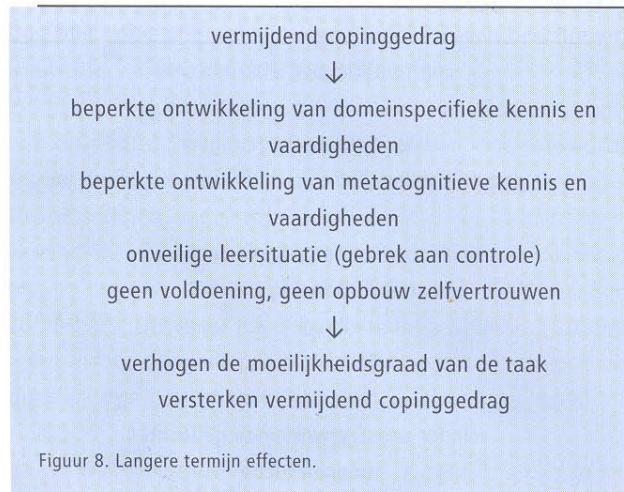 vermijdend copinggedrag
↓
beperkte ontwikkeling van domeinspecifieke kennis en
vaardigheden
beperkte ontwikkeling van metacognitieve kennis en
vaardigheden
onveilige leersituatie (gebrek aan controle)
geen voldoening, geen opbouw zelfvertrouwen
↓
verhogen de moeilijkheidsgraad van de taak
versterken vermijdend copinggedrag
Figuur 8. Langere termijn effecten.